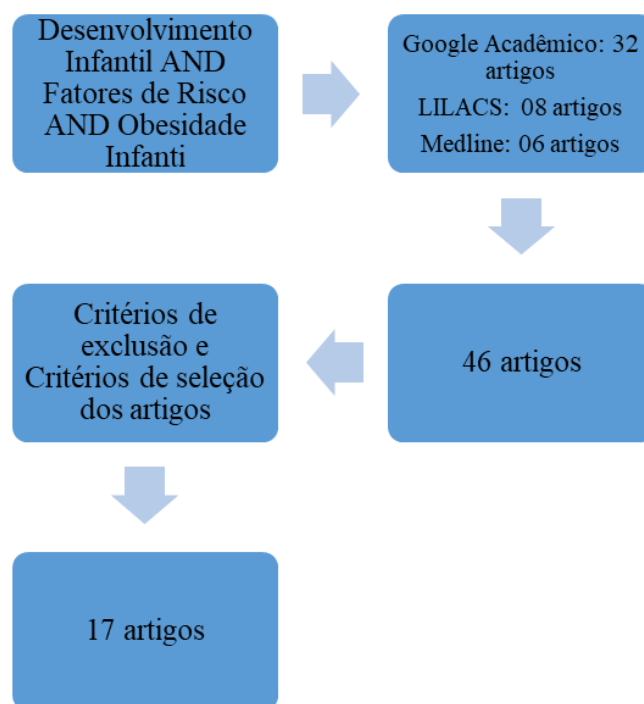 Desenvolvimento
Infantil AND
Fatores de Risco
AND Obesidade
Infanti
Google Acadêmico: 32
artigos
LILACS: 08 artigos
Medline: 06 artigos
46 artigos
Critérios de
exclusão e
Critérios de seleção
dos artigos
17 artigos